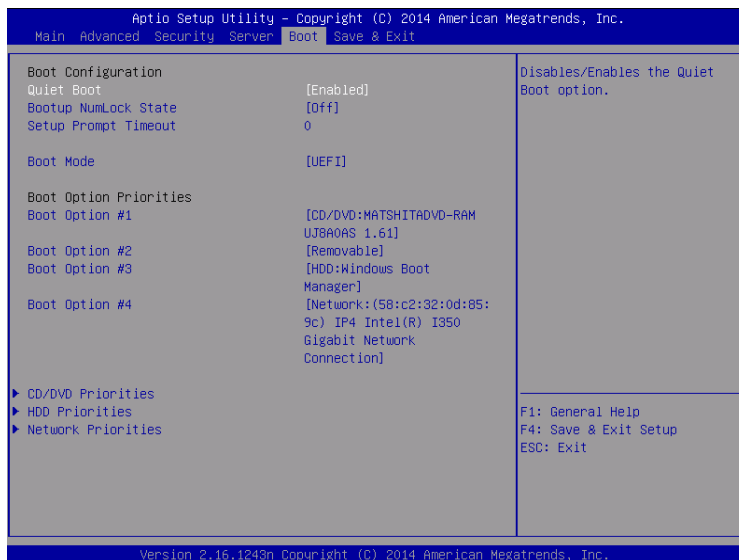 Aptio Setup Utility – Copyright (C) 2014 American Megatrends, Inc.
Main Advanced Security Server Boot Save & Exit
Boot Configuration
Quiet Boot [Enabled]
Bootup NumLock State [Off]
Setup Prompt Timeout 0
Boot Mode [UEFI]
Boot Option Priorities
Boot Option #1 [CD/DVD:MATSHITADVD-RAM
UJ8A0AS 1.61]
Boot Option #2 [Removable]
Boot Option #3 [HDD:Windows Boot
Manager]
Boot Option #4 [Network:(58:c2:32:0d:85:
9c) IP4 Intel(R) I350
Gigabit Network
Connection]
CD/DVD Priorities
HDD Priorities
Network Priorities
Disables/Enables the Quiet
Boot option.
F1: General Help
F4: Save & Exit Setup
ESC: Exit
Version 2.16.1243n Copyright (C) 2014 American Megatrends, Inc.